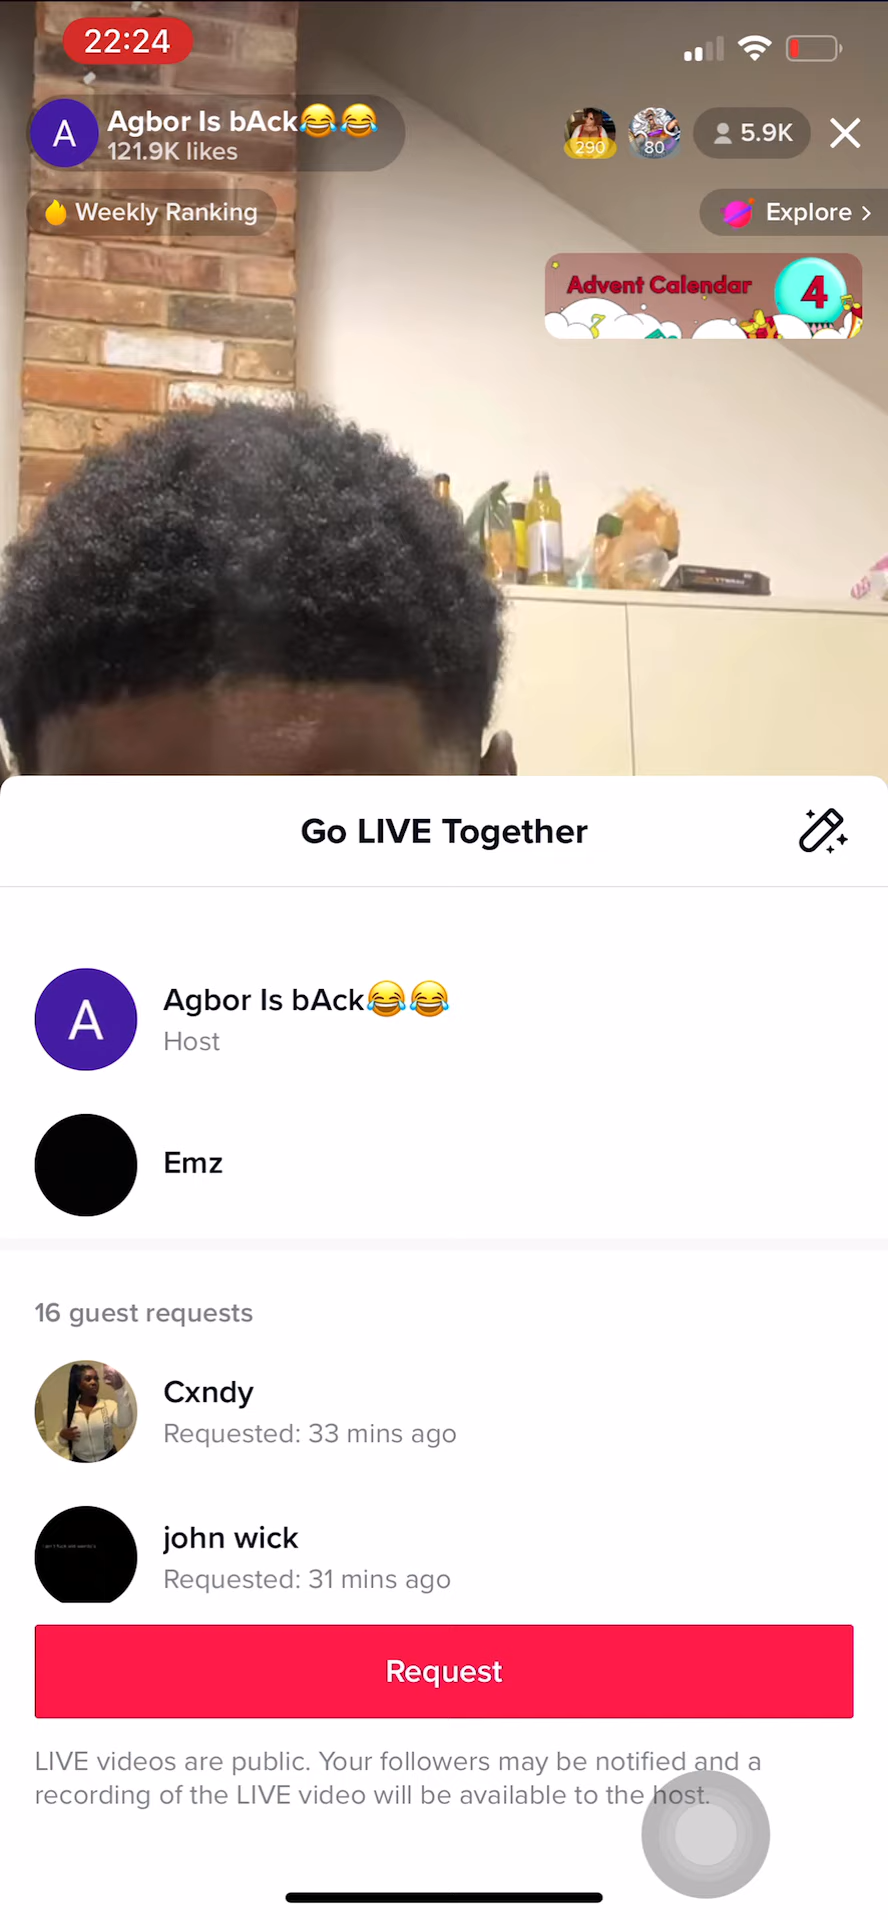 22:24
A
Agbor Is bAck😂😂
121.9K likes
290
80
5.9K
Weekly Ranking
Explore >
Advent Calendar
4
Go LIVE Together
A
Agbor Is bAck😂😂
Host
Emz
16 guest requests
Cxndy
Requested: 33 mins ago
john wick
Requested: 31 mins ago
Request
LIVE videos are public. Your followers may be notified and a
recording of the LIVE video will be available to the host.